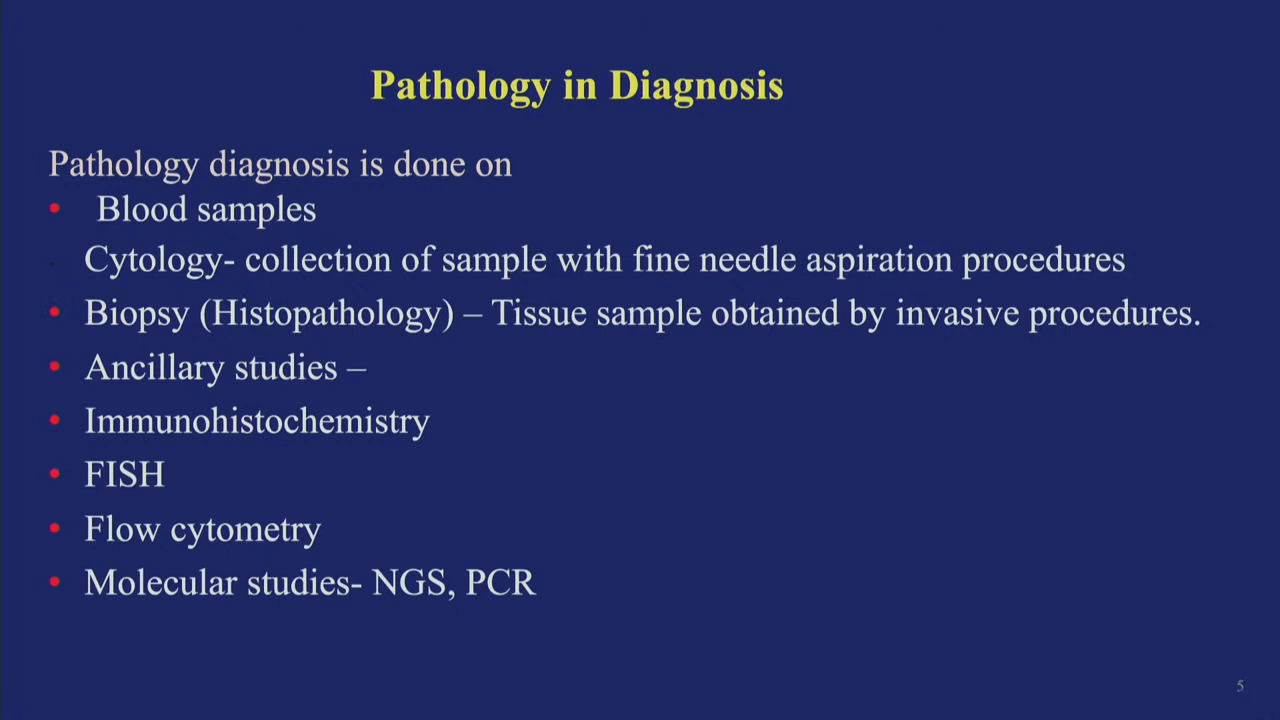 Pathology in Diagnosis
Pathology diagnosis is done on
• Blood samples
Cytology- collection of sample with fine needle aspiration procedures
• Biopsy (Histopathology) – Tissue sample obtained by invasive procedures.
• Ancillary studies –
• Immunohistochemistry
• FISH
• Flow cytometry
• Molecular studies- NGS, PCR
5